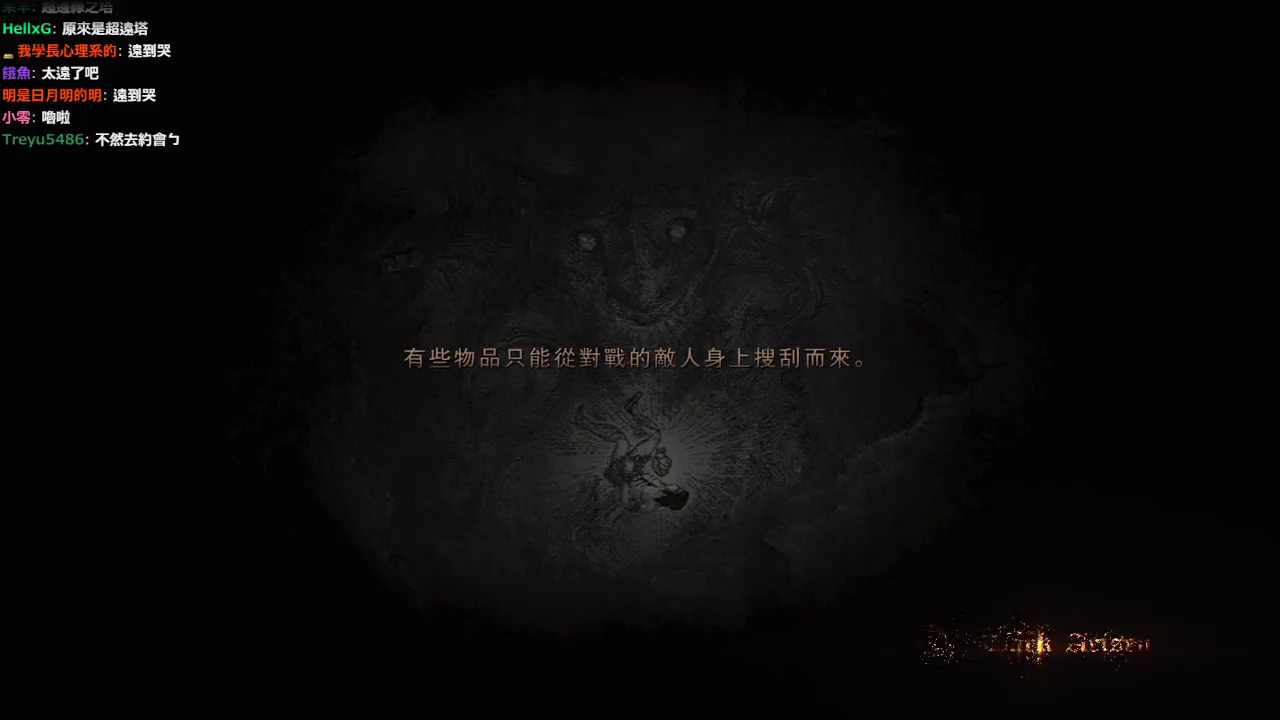 HellxG: 原來是超遠塔
我學長心理系的: 遠到哭
餓魚: 太遠了吧
明是日月明的明: 遠到哭
小零: 嚕啦
Treyu5486: 不然去約會ㄅ
有些物品只能從對戰的敵人身上搜刮而來。